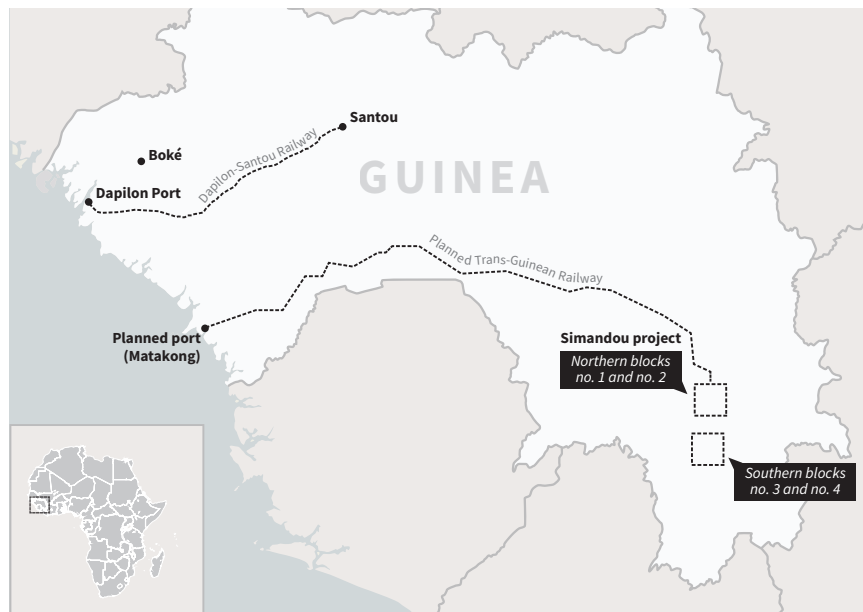 Santou
Boké
Dapilon-Santou Railway
GUINEA
Dapilon Port
Planned Trans-Guinean Railway
Planned port
(Matakong)
Simandou project
Northern blocks
no. 1 and no. 2
Southern blocks
no. 3 and no. 4